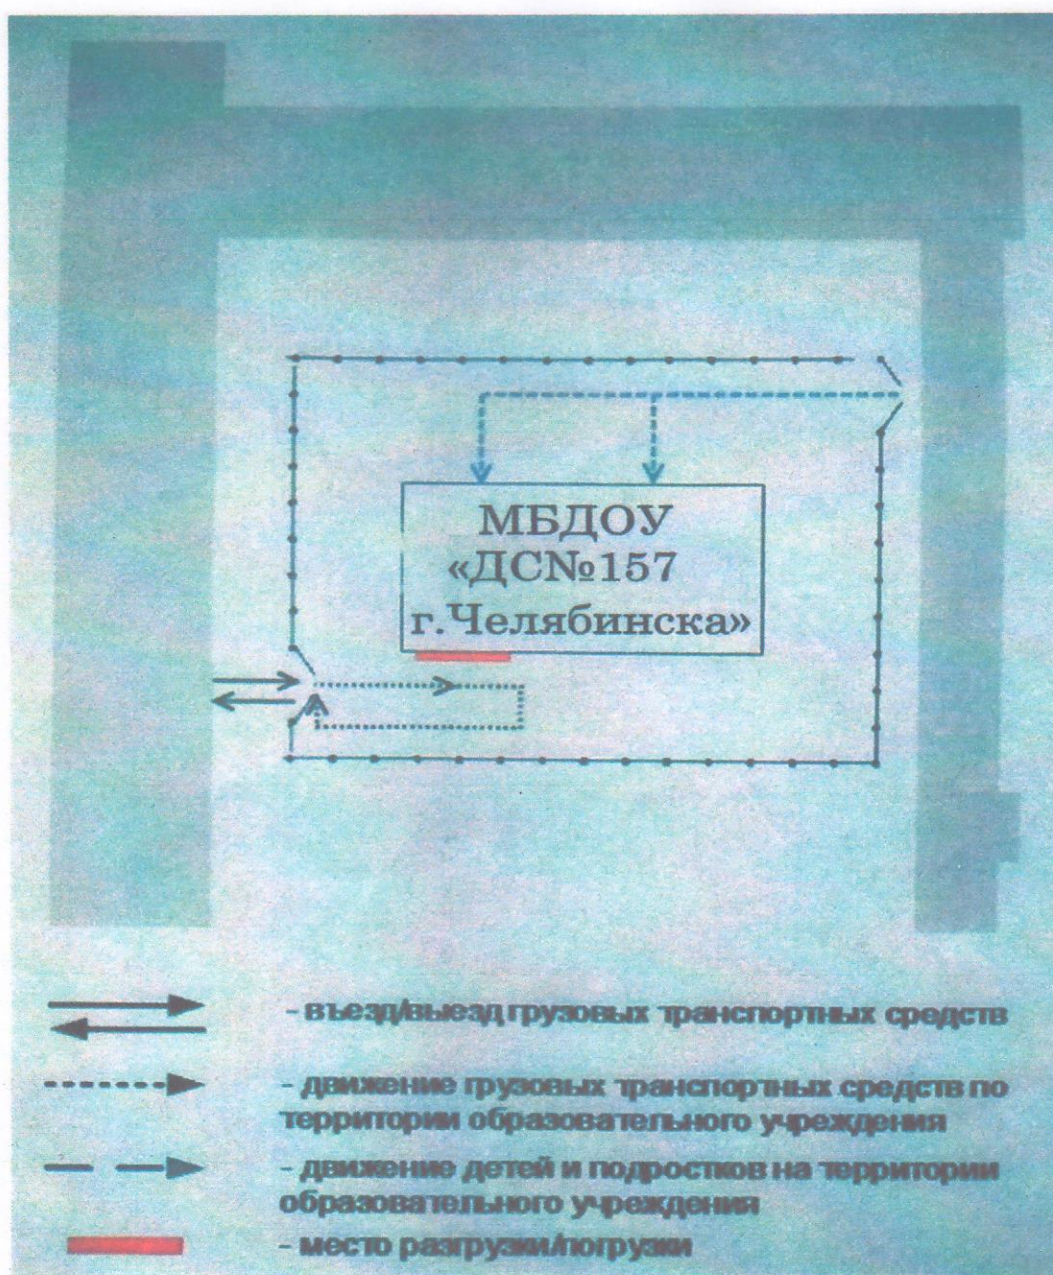 МБДОУ
«ДС№157
г.Челябинска»
- въезд/выезд грузовых транспортных средств
- движение грузовых транспортных средств по
территории образовательного учреждения
- движение детей и подростков на территории
образовательного учреждения
- место разгрузки/погрузки